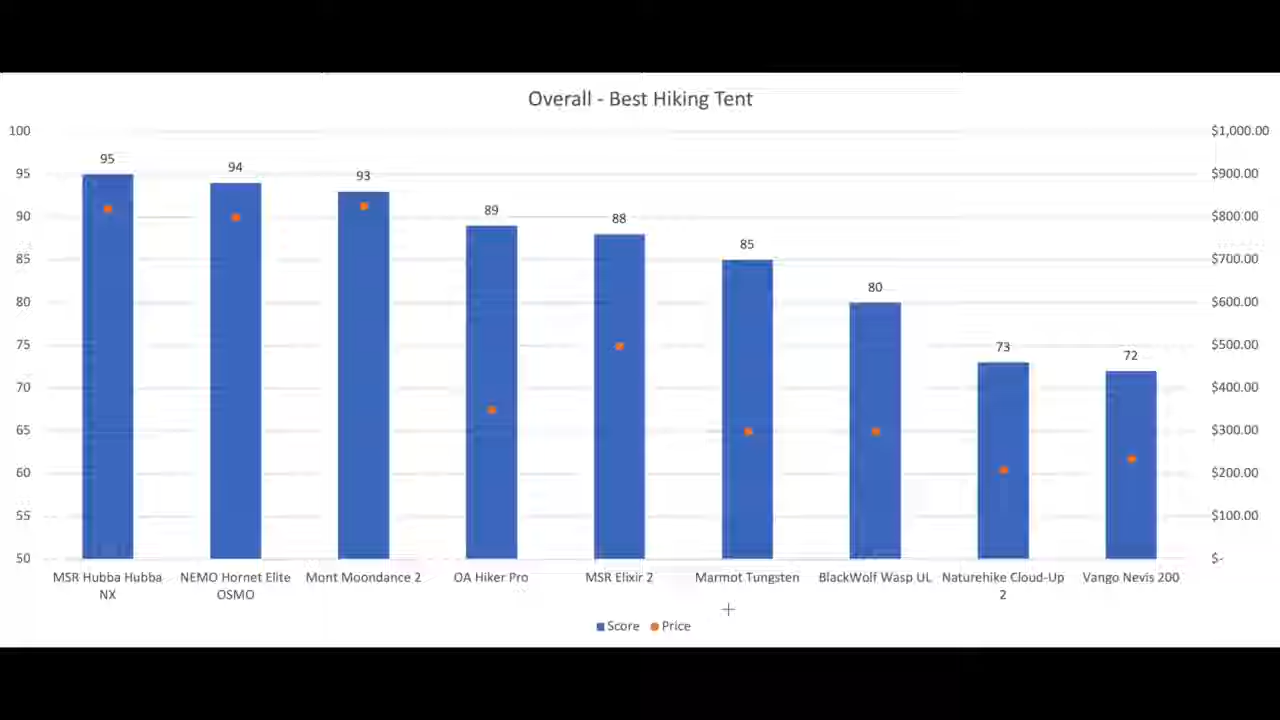 Overall - Best Hiking Tent
100
95
90
85
80
75
70
65
60
55
50
$1,000.00
$900.00
$800.00
$700.00
$600.00
$500.00
$400.00
$300.00
$200.00
$100.00
$-
95
94
93
89
88
85
80
73
72
MSR Hubba Hubba
NX
NEMO Hornet Elite
OSMO
Mont Moondance 2
OA Hiker Pro
MSR Elixir 2
Marmot Tungsten
BlackWolf Wasp UL
Naturehike Cloud-Up
2
Vango Nevis 200
Score Price